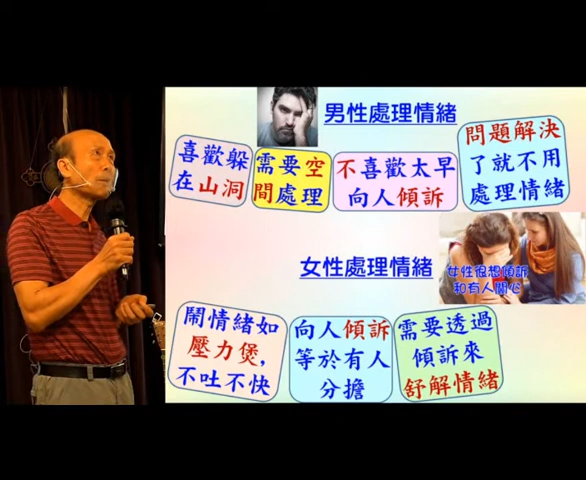 男性處理情緒
喜歡躲
在山洞
需要空
間處理
不喜歡太早
向人傾訴
問題解決
了就不用
處理情緒
女性處理情緒
女性很想傾訴
和有人關心
鬧情緒如
壓力煲,
不吐不快
向人傾訴
等於有人
分擔
需要透過
傾訴來
舒解情緒